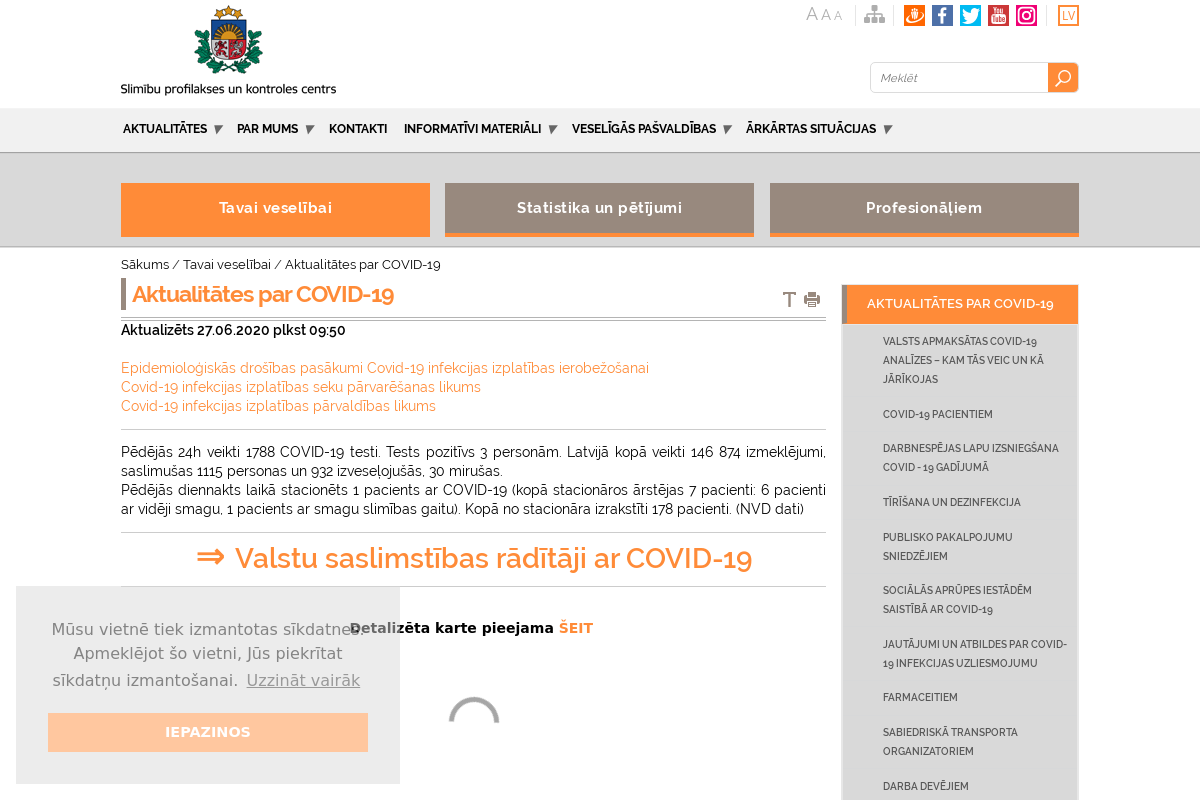 A A A
You
Tube
LV
Slimību profilakses un kontroles centrs
Meklēt
AKTUALITĀTES PAR MUMS KONTAKTI INFORMATĪVI MATERIĀLI VESELĪGĀS PAŠVALDĪBAS ĀRKĀRTAS SITUĀCIJAS
Tavai veselībai
Statistika un pētījumi
Profesionāļiem
Sākums / Tavai veselībai / Aktualitātes par COVID-19
Aktualitātes par COVID-19
Aktualizēts 27.06.2020 plkst 09:50
Epidemioloģiskās drošības pasākumi Covid-19 infekcijas izplatības ierobežošanai
Covid-19 infekcijas izplatības seku pārvarēšanas likums
Covid-19 infekcijas izplatības pārvaldības likums
Pēdējās 24h veikti 1788 COVID-19 testi. Tests pozitīvs 3 personām. Latvijā kopā veikti 146 874 izmeklējumi,
saslimušas 1115 personas un 932 izveseļojušās, 30 mirušas.
Pēdējās diennakts laikā stacionēts 1 pacients ar COVID-19 (kopā stacionāros ārstējas 7 pacienti: 6 pacienti
ar vidēji smagu, 1 pacients ar smagu slimības gaitu). Kopā no stacionāra izrakstīti 178 pacienti. (NVD dati)
⇒ Valstu saslimstības rādītāji ar COVID-19
Detalizēta karte pieejama ŠEIT
Mūsu vietnē tiek izmantotas sīkdatnes.
Apmeklējot šo vietni, Jūs piekrītat
sīkdatņu izmantošanai. Uzzināt vairāk
IEPAZINOS
AKTUALITĀTES PAR COVID-19
VALSTS APMAKSĀTAS COVID-19
ANALĪZES – KAM TĀS VEIC UN KĀ
JĀRĪKOJAS
COVID-19 PACIENTIEM
DARBNESPĒJAS LAPU IZSNIEGŠANA
COVID - 19 GADĪJUMĀ
TĪRĪŠANA UN DEZINFEKCIJA
PUBLISKO PAKALPOJUMU
SNIEDZĒJIEM
SOCIĀLĀS APRŪPES IESTĀDĒM
SAISTĪBĀ AR COVID-19
JAUTĀJUMI UN ATBILDES PAR COVID-
19 INFEKCIJAS UZLIESMOJUMU
FARMACEITIEM
SABIEDRISKĀ TRANSPORTA
ORGANIZATORIEM
DARBA DEVĒJIEM